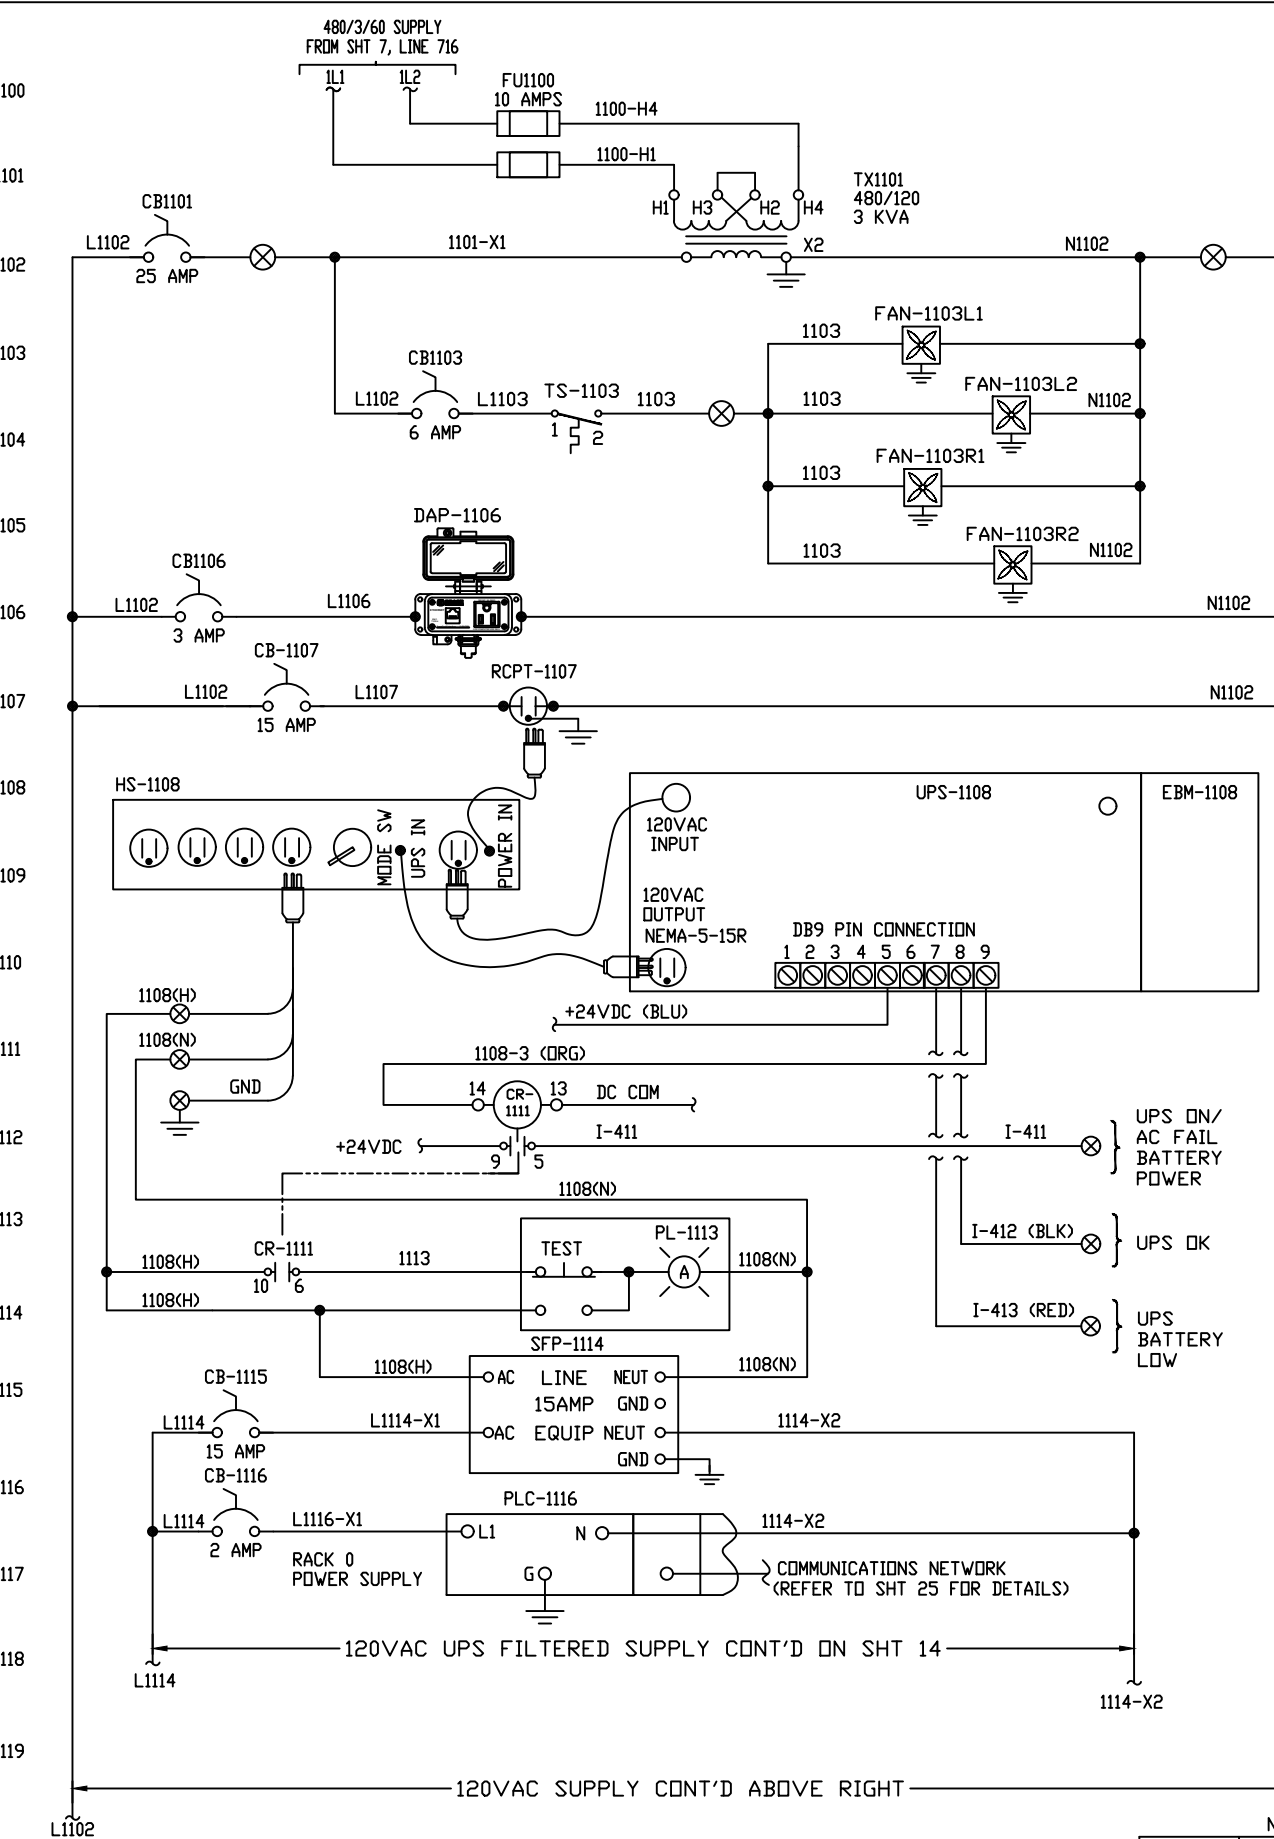 480/3/60 SUPPLY
FROM SHT 7, LINE 716
1L1 1L2
100
FU1100
10 AMPS
1100-H4
1100-H1
101
CB1101
TX1101
480/120
3 KVA
H1 H3 H2 H4
L1102
25 AMP
1101-X1
X2
N1102
102
FAN-1103L1
1103
103
CB1103
L1102
6 AMP
L1103
TS-1103
1 2
1103
FAN-1103L2
1103
N1102
104
FAN-1103R1
1103
105
DAP-1106
FAN-1103R2
1103
N1102
CB1106
106
L1102
3 AMP
L1106
N1102
CB-1107
RCPT-1107
107
L1102
15 AMP
L1107
N1102
108
HS-1108
MODE SW
UPS IN
POWER IN
UPS-1108
EBM-1108
120VAC
INPUT
109
120VAC
OUTPUT
NEMA-5-15R
DB9 PIN CONNECTION
1 2 3 4 5 6 7 8 9
110
1108(H)
+24VDC (BLU)
1108(N)
111
1108-3 (ORG)
GND
14 CR-1111 13
DC COM
112
+24VDC
9 5
I-411
I-411
UPS ON/
AC FAIL
BATTERY
POWER
1108(N)
113
I-412 (BLK)
UPS OK
CR-1111
1108(H)
10 6
1113
TEST
PL-1113
A
1108(N)
1108(H)
114
I-413 (RED)
UPS
BATTERY
LOW
SFP-1114
1108(H)
AC LINE NEUT
1108(N)
115
CB-1115
15AMP GND
L1114
15 AMP
L1114-X1
AC EQUIP NEUT
1114-X2
GND
116
CB-1116
PLC-1116
L1114
2 AMP
L1116-X1
L1 N
1114-X2
117
RACK 0
POWER SUPPLY
G
COMMUNICATIONS NETWORK
(REFER TO SHT 25 FOR DETAILS)
118
120VAC UPS FILTERED SUPPLY CONT'D ON SHT 14
L1114
1114-X2
119
120VAC SUPPLY CONT'D ABOVE RIGHT
L1102
N